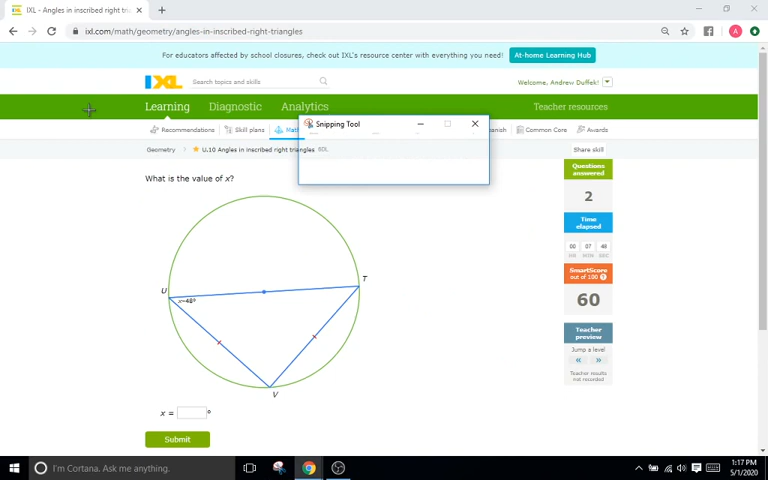 IXL - Angles in inscribed right tri
ixl.com/math/geometry/angles-in-inscribed-right-triangles
A
For educators affected by school closures, check out IXL's resource center with everything you need! At-home Learning Hub
IXL Search topics and skills Welcome, Andrew Duffek!
Learning Diagnostic Analytics Teacher resources
Snipping Tool
Recommendations Skill plans Math Common Core Awards
Geometry U.10 Angles in inscribed right triangles Share skill
What is the value of x?
Questions
answered
2
Time
elapsed
00 07 48
HR MIN SEC
SmartScore
out of 100 ?
60
Teacher
preview
Jump a level
Teacher results
not recorded
T
U
x–48°
V
x = °
Submit
I'm Cortana. Ask me anything.
1:17 PM
5/1/2020